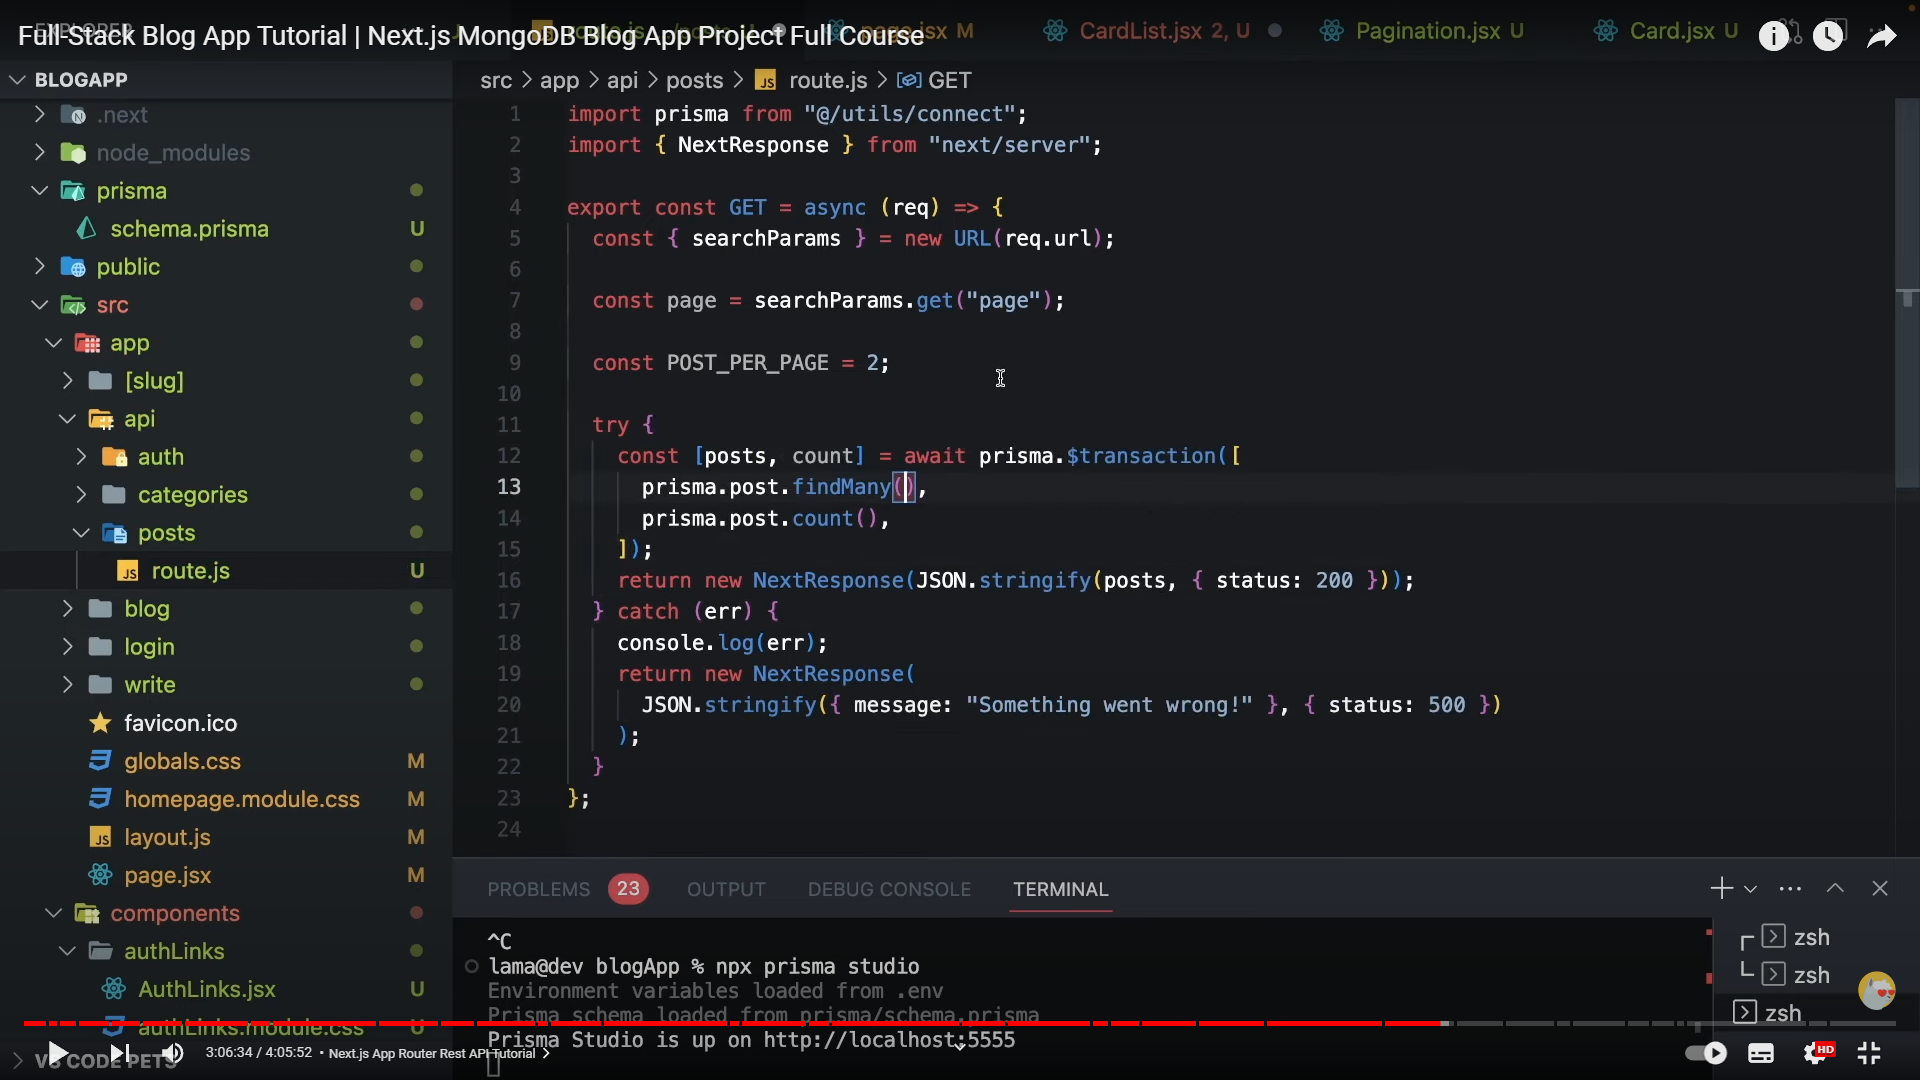 Full-Stack Blog App Tutorial | Next.js MongoDB Blog App Project Full Course
page.jsx M
CardList.jsx 2, U
Pagination.jsx U
Card.jsx U
BLOGAPP
.next
node_modules
prisma
schema.prisma U
public
src
app
[slug]
api
auth
categories
posts
JS route.js U
blog
login
write
favicon.ico
globals.css M
homepage.module.css M
JS layout.js M
page.jsx M
components
authLinks
AuthLinks.jsx U
authLinks.module.css U
VS CODE PETS
src > app > api > posts > JS route.js > GET
1 import prisma from "@/utils/connect";
2 import { NextResponse } from "next/server";
3
4 export const GET = async (req) => {
5 const { searchParams } = new URL(req.url);
6
7 const page = searchParams.get("page");
8
9 const POST_PER_PAGE = 2;
10
11 try {
12 const [posts, count] = await prisma.$transaction([
13 prisma.post.findMany(),
14 prisma.post.count(),
15 ]);
16 return new NextResponse(JSON.stringify(posts, { status: 200 }));
17 } catch (err) {
18 console.log(err);
19 return new NextResponse(
20 JSON.stringify({ message: "Something went wrong!" }, { status: 500 })
21 );
22 }
23 };
24
PROBLEMS 23 OUTPUT DEBUG CONSOLE TERMINAL
^C
lama@dev blogApp % npx prisma studio
Environment variables loaded from .env
Prisma schema loaded from prisma/schema.prisma
Prisma Studio is up on http://localhost:5555
zsh
zsh
zsh
3:06:34 / 4:05:52 • Next.js App Router Rest API Tutorial >
HD